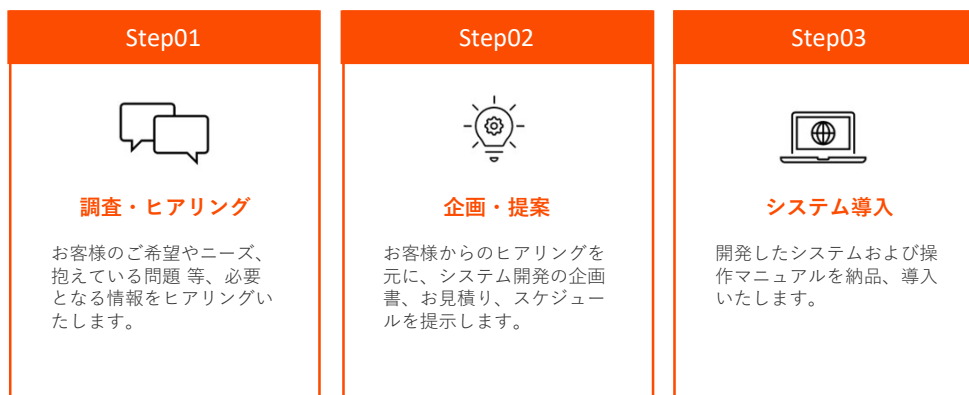 Step01
調査・ヒアリング
お客様のご希望やニーズ、
抱えている問題 等、必要
となる情報をヒアリングい
たします。
Step02
企画・提案
お客様からのヒアリングを
元に、システム開発の企画
書、お見積り、スケジュー
ルを提示します。
Step03
システム導入
開発したシステムおよび操
作マニュアルを納品、導入
いたします。